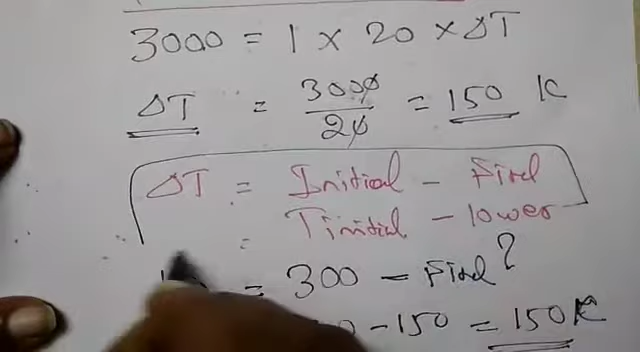 3000 = 1 × 20 × ΔT
ΔT = 3000/20 = 150 K
ΔT = Initial - Final
= Tinitial - lower
= 300 - Final?
- 150 = 150K